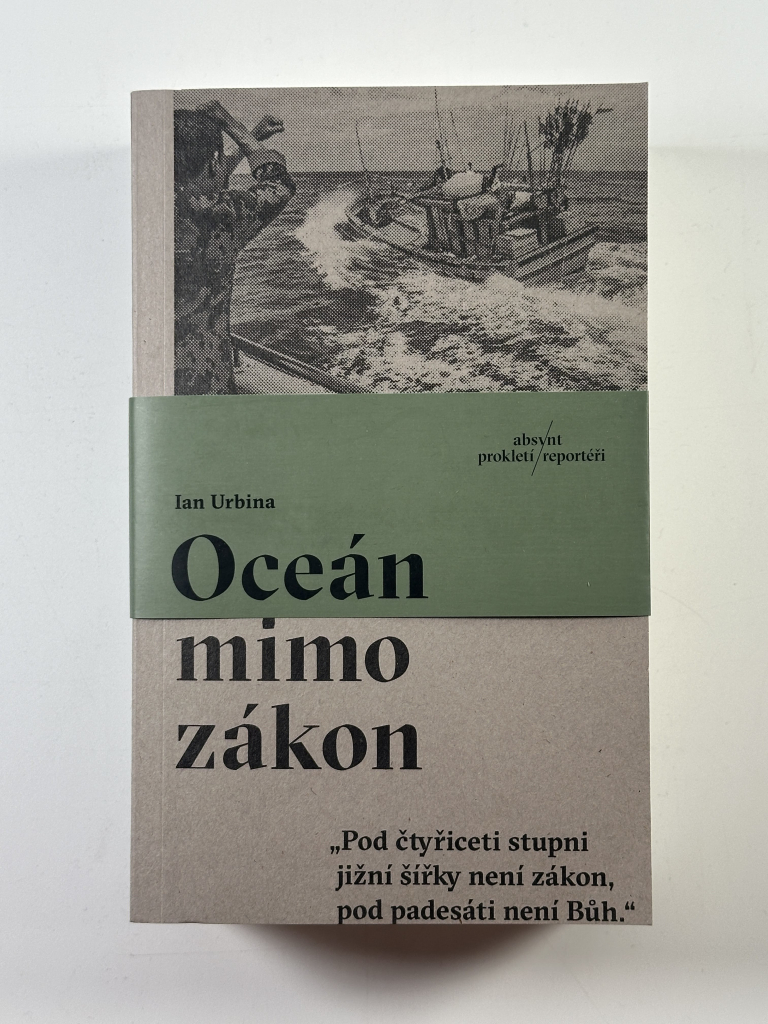 absynt
prokletí reportéři
Ian Urbina
Oceán
mimo
zákon
„Pod čtyřiceti stupni
jižní šířky není zákon,
pod padesáti není Bůh.“